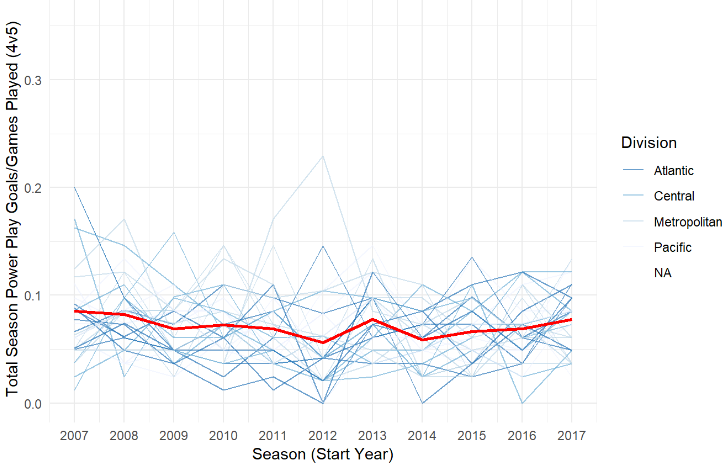 Total Season Power Play Goals/Games Played (4v5)
0.3
0.2
0.1
0.0
2007 2008 2009 2010 2011 2012 2013 2014 2015 2016 2017
Season (Start Year)
Division
Atlantic
Central
Metropolitan
Pacific
NA